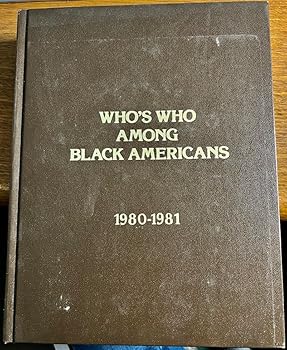 WHO'S WHO
AMONG
BLACK AMERICANS
1980-1981